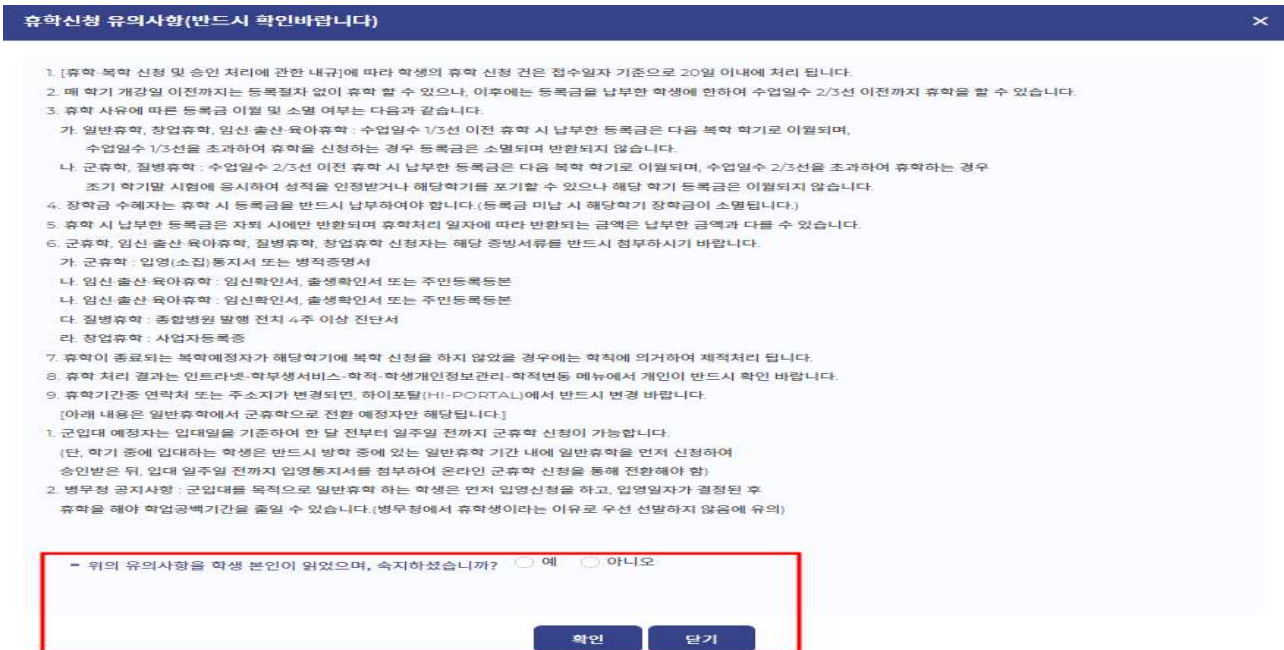 휴학신청 유의사항(반드시 확인바랍니다)
×
1. [휴학·복학 신청 및 승인 처리에 관한 내규]에 따라 학생의 휴학 신청 건은 접수일자 기준으로 20일 이내에 처리 됩니다.
2. 매 학기 개강일 이전까지는 등록절차 없이 휴학 할 수 있으나, 이후에는 등록금을 납부한 학생에 한하여 수업일수 2/3선 이전까지 휴학을 할 수 있습니다.
3. 휴학 사유에 따른 등록금 이월 및 소멸 여부는 다음과 같습니다.
가. 일반휴학, 창업휴학, 임신·출산·육아휴학 : 수업일수 1/3선 이전 휴학 시 납부한 등록금은 다음 복학 학기로 이월되며,
수업일수 1/3선을 초과하여 휴학을 신청하는 경우 등록금은 소멸되며 반환되지 않습니다.
나. 군휴학, 질병휴학 : 수업일수 2/3선 이전 휴학 시 납부한 등록금은 다음 복학 학기로 이월되며, 수업일수 2/3선을 초과하여 휴학하는 경우
조기 학기말 시험에 응시하여 성적을 인정받거나 해당학기를 포기할 수 있으나 해당 학기 등록금은 이월되지 않습니다.
4. 장학금 수혜자는 휴학 시 등록금을 반드시 납부하여야 합니다.(등록금 미납 시 해당학기 장학금이 소멸됩니다.)
5. 휴학 시 납부한 등록금은 자퇴 시에만 반환되며 휴학처리 일자에 따라 반환되는 금액은 납부한 금액과 다를 수 있습니다.
6. 군휴학, 임신·출산·육아휴학, 질병휴학, 창업휴학 신청자는 해당 증빙서류를 반드시 첨부하시기 바랍니다.
가. 군휴학 : 입영(소집)통지서 또는 병적증명서
나. 임신·출산·육아휴학 : 임신확인서, 출생확인서 또는 주민등록등본
나. 임신·출산·육아휴학 : 임신확인서, 출생확인서 또는 주민등록등본
다. 질병휴학 : 종합병원 발행 전치 4주 이상 진단서
라. 창업휴학 : 사업자등록증
7. 휴학이 종료되는 복학예정자가 해당학기에 복학 신청을 하지 않았을 경우에는 학칙에 의거하여 제적처리 됩니다.
8. 휴학 처리 결과는 인트라넷-학부생서비스-학적-학생개인정보관리-학적변동 메뉴에서 개인이 반드시 확인 바랍니다.
9. 휴학기간중 연락처 또는 주소지가 변경되면, 하이포탈(HI-PORTAL)에서 반드시 변경 바랍니다.
[아래 내용은 일반휴학에서 군휴학으로 전환 예정자만 해당됩니다.]
1. 군입대 예정자는 입대일을 기준하여 한 달 전부터 일주일 전까지 군휴학 신청이 가능합니다.
(단, 학기 중에 입대하는 학생은 반드시 방학 중에 있는 일반휴학 기간 내에 일반휴학을 먼저 신청하여
승인받은 뒤, 입대 일주일 전까지 입영통지서를 첨부하여 온라인 군휴학 신청을 통해 전환해야 함)
2. 병무청 공지사항 : 군입대를 목적으로 일반휴학 하는 학생은 먼저 입영신청을 하고, 입영일자가 결정된 후
휴학을 해야 학업공백기간을 줄일 수 있습니다.(병무청에서 휴학생이라는 이유로 우선 선발하지 않음에 유의)
- 위의 유의사항을 학생 본인이 읽었으며, 숙지하셨습니까? 예 아니오
확인 닫기